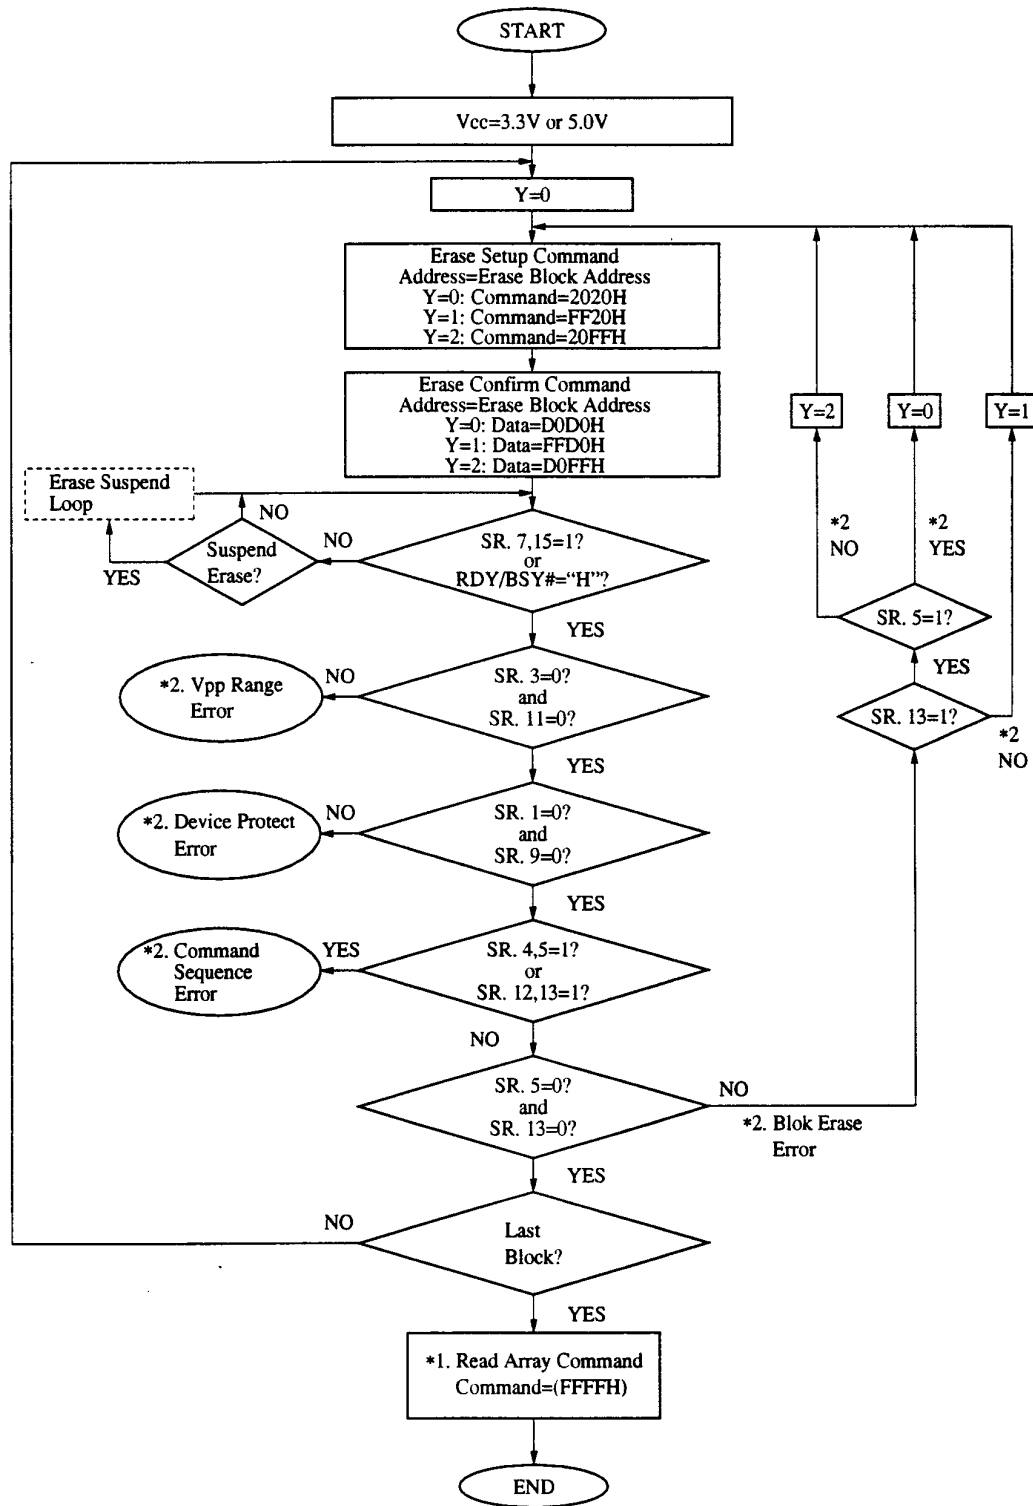 START
Vcc=3.3V or 5.0V
Y=0
Erase Setup Command
Address=Erase Block Address
Y=0: Command=2020H
Y=1: Command=FF20H
Y=2: Command=20FFH
Erase Confirm Command
Address=Erase Block Address
Y=0: Data=D0D0H
Y=1: Data=FFD0H
Y=2: Data=D0FFH
Y=2
Y=0
Y=1
Erase Suspend
Loop
NO
YES
Suspend
Erase?
NO
SR. 7,15=1?
or
RDY/BSY#="H"?
YES
*2
NO
*2
YES
SR. 5=1?
YES
SR. 13=1?
*2
NO
*2. Vpp Range
Error
NO
SR. 3=0?
and
SR. 11=0?
YES
*2. Device Protect
Error
NO
SR. 1=0?
and
SR. 9=0?
YES
*2. Command
Sequence
Error
YES
SR. 4,5=1?
or
SR. 12,13=1?
NO
SR. 5=0?
and
SR. 13=0?
NO
*2. Blok Erase
Error
YES
NO
Last
Block?
YES
*1. Read Array Command
Command=(FFFFH)
END